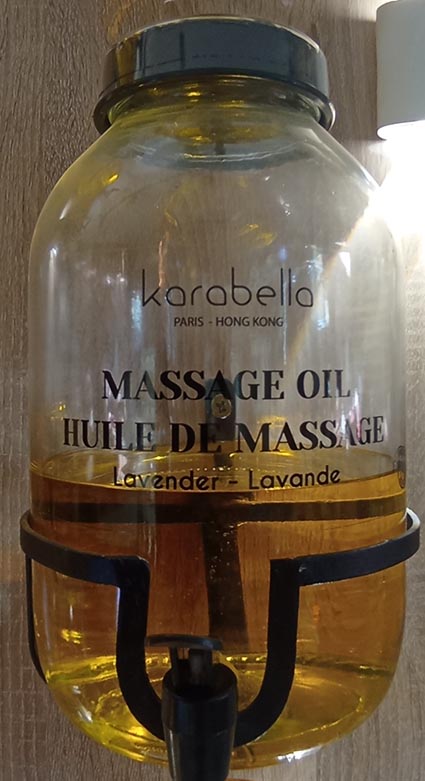 karabella
PARIS - HONG KONG
MASSAGE OIL
HUILE DE MASSAGE
Lavender - Lavande